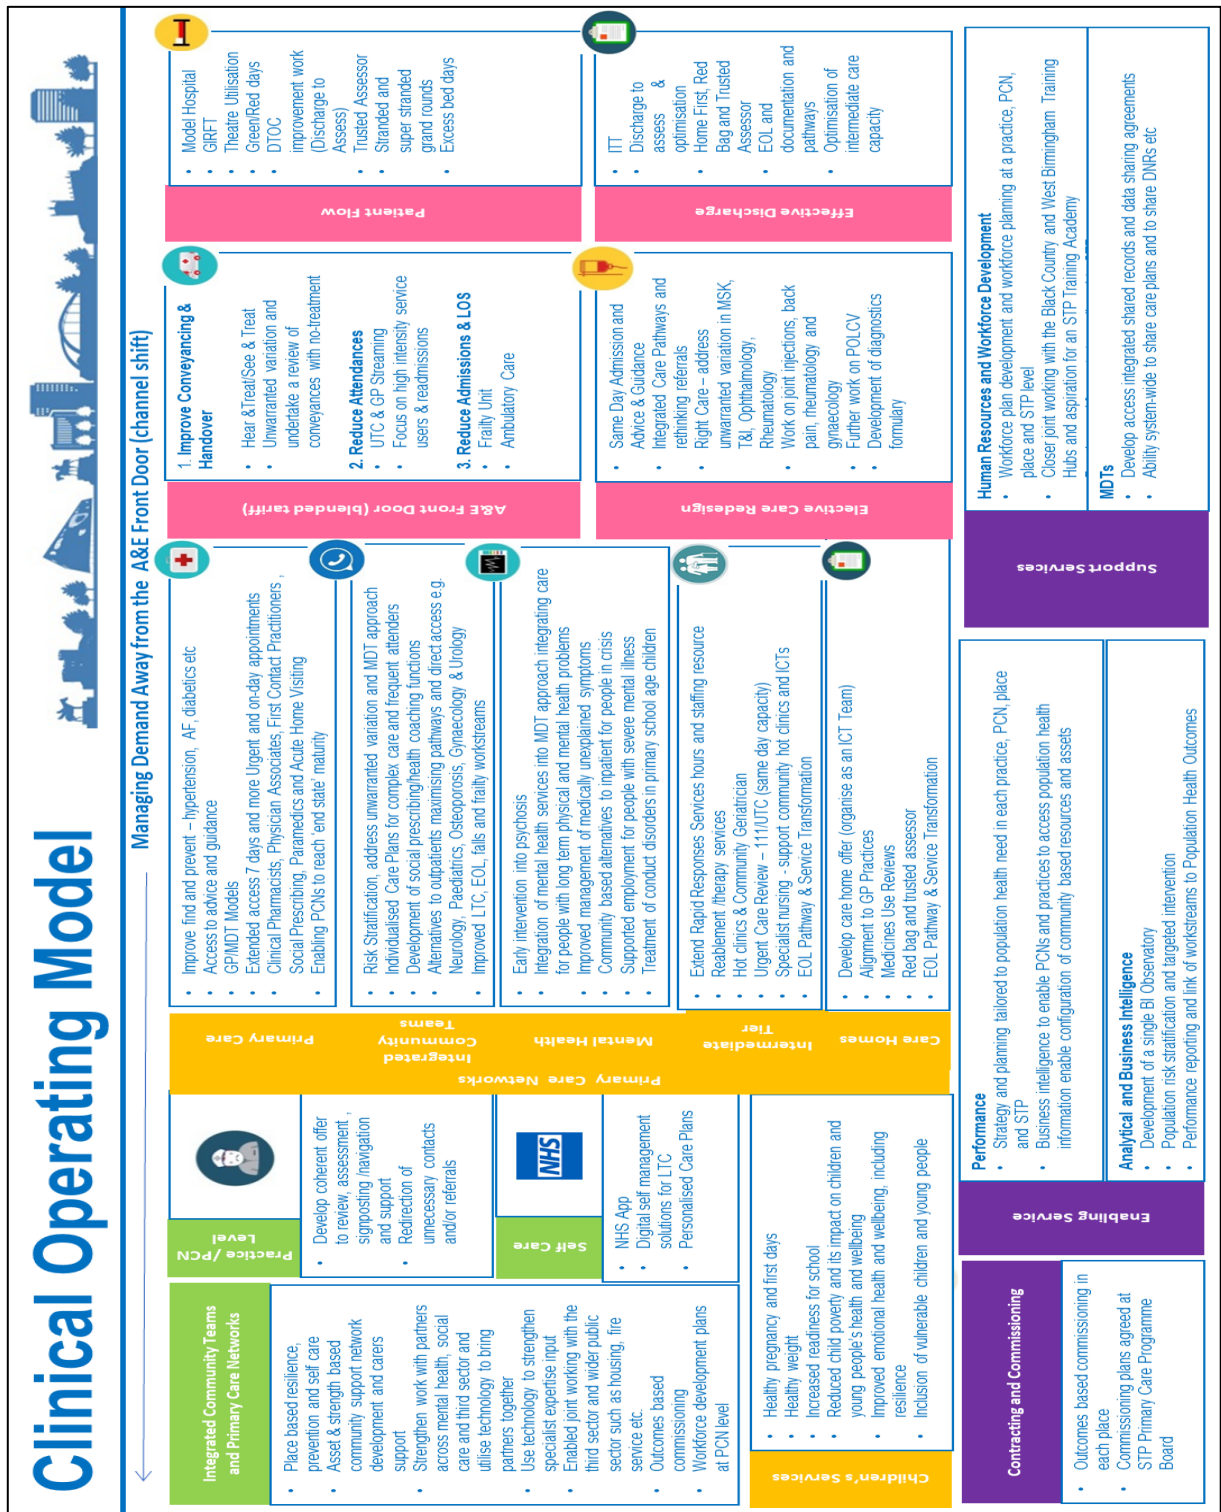 Clinical Operating Model
Managing Demand Away from the A&E Front Door (channel shift)
Integrated Community Teams
and Primary Care Networks
• Place based resilience,
prevention and self care
• Asset & strength based
community support network
development and carers
support
• Strengthen work with partners
across mental health, social
care and third sector and
utilise technology to bring
partners together
• Use technology to strengthen
specialist expertise input
• Enabled joint working with the
third sector and wider public
sector such as housing, fire
service etc.
• Outcomes based
commissioning
• Workforce development plans
at PCN level
Practice /PCN
Level
• Develop coherent offer
to review, assessment ,
signposting /navigation
and support
• Redirection of
unnecessary contacts
and/or referrals
Self Care
NHS
• NHS App
• Digital self management
solutions for LTC
• Personalised Care Plans
Children's Services
• Healthy pregnancy and first days
• Healthy weight
• Increased readiness for school
• Reduced child poverty and its impact on children and
young people's health and wellbeing
• Improved emotional health and wellbeing, including
resilience
• Inclusion of vulnerable children and young people
Primary Care Networks
Primary Care
• Improve find and prevent – hypertension, AF, diabetics etc
• Access to advice and guidance
• GP/MDT Models
• Extended access 7 days and more Urgent and on-day appointments
• Clinical Pharmacists, Physician Associates, First Contact Practitioners ,
Social Prescribing, Paramedics and Acute Home Visiting
• Enabling PCNs to reach 'end state' maturity
Integrated
Community
Teams
• Risk Stratification, address unwarranted variation and MDT approach
• Individualised Care Plans for complex care and frequent attenders
• Development of social prescribing/health coaching functions
• Alternatives to outpatients maximising pathways and direct access e.g.
Neurology, Paediatrics, Osteoporosis, Gynaecology & Urology
• Improved LTC, EOL, falls and frailty workstreams
Mental Health
• Early intervention into psychosis
• Integration of mental health services into MDT approach integrating care
for people with long term physical and mental health problems
• Improved management of medically unexplained symptoms
• Community based alternatives to inpatient for people in crisis
• Supported employment for people with severe mental illness
• Treatment of conduct disorders in primary school age children
Intermediate
Tier
• Extend Rapid Responses Services hours and staffing resource
• Reablement /therapy services
• Hot clinics & Community Geriatrician
• Urgent Care Review – 111/UTC (same day capacity)
• Specialist nursing - support community hot clinics and ICTs
• EOL Pathway & Service Transformation
Care Homes
• Develop care home offer (organise as an ICT Team)
• Alignment to GP Practices
• Medicines Reviews
• Red bag and trusted assessor
• EOL Pathway & Service Transformation
A&E Front Door (blended tariff)
1. Improve Conveyancing &
Handover
• Hear &Treat/See & Treat
• Unwarranted variation and
undertake a review of
conveyances with no-treatment
2. Reduce Attendances
• UTC & GP Streaming
• Focus on high intensity service
users & readmissions
3. Reduce Admissions & LOS
• Frailty Unit
• Ambulatory Care
Elective Care Redesign
• Same Day Admission and
Advice & Guidance
• Integrated Care Pathways and
rethinking referrals
• Right Care – address
unwarranted variation in MSK,
T&I, Ophthalmology,
Rheumatology
• Work on joint injections, back
pain, rheumatology and
gynaecology
• Further work on POLCV
• Development of diagnostics
formulary
Patient Flow
• Model Hospital
• GIRFT
• Theatre Utilisation
• Green/Red days
• DTOC
improvement work
(Discharge to
Assess)
• Trusted Assessor
• Stranded and
super stranded
grand rounds
• Excess bed days
Effective Discharge
• ITT
• Discharge to
assess &
optimisation
• Home First, Red
Bag and Trusted
Assessor
• EOL and
documentation and
pathways
• Optimisation of
intermediate care
capacity
Contracting and Commissioning
• Outcomes based commissioning in
each place
• Commissioning plans agreed at
STP Primary Care Programme
Board
Enabling Service
Performance
• Strategy and planning tailored to population health need in each practice, PCN, place
and STP
• Business intelligence to enable PCNs and practices to access population health
information enable configuration of community based resources and assets
Analytical and Business Intelligence
• Development of a single BI Observatory
• Population risk stratification and targeted intervention
• Performance reporting and link of workstreams to Population Health Outcomes
Support Services
Human Resources and Workforce Development
• Workforce plan development and workforce planning at a practice, PCN,
place and STP level
• Closer joint working with the Black Country and West Birmingham Training
Hubs and aspiration for an STP Training Academy
MDTs
• Develop access integrated shared records and data sharing agreements
• Ability system-wide to share care plans and to share DNRs etc